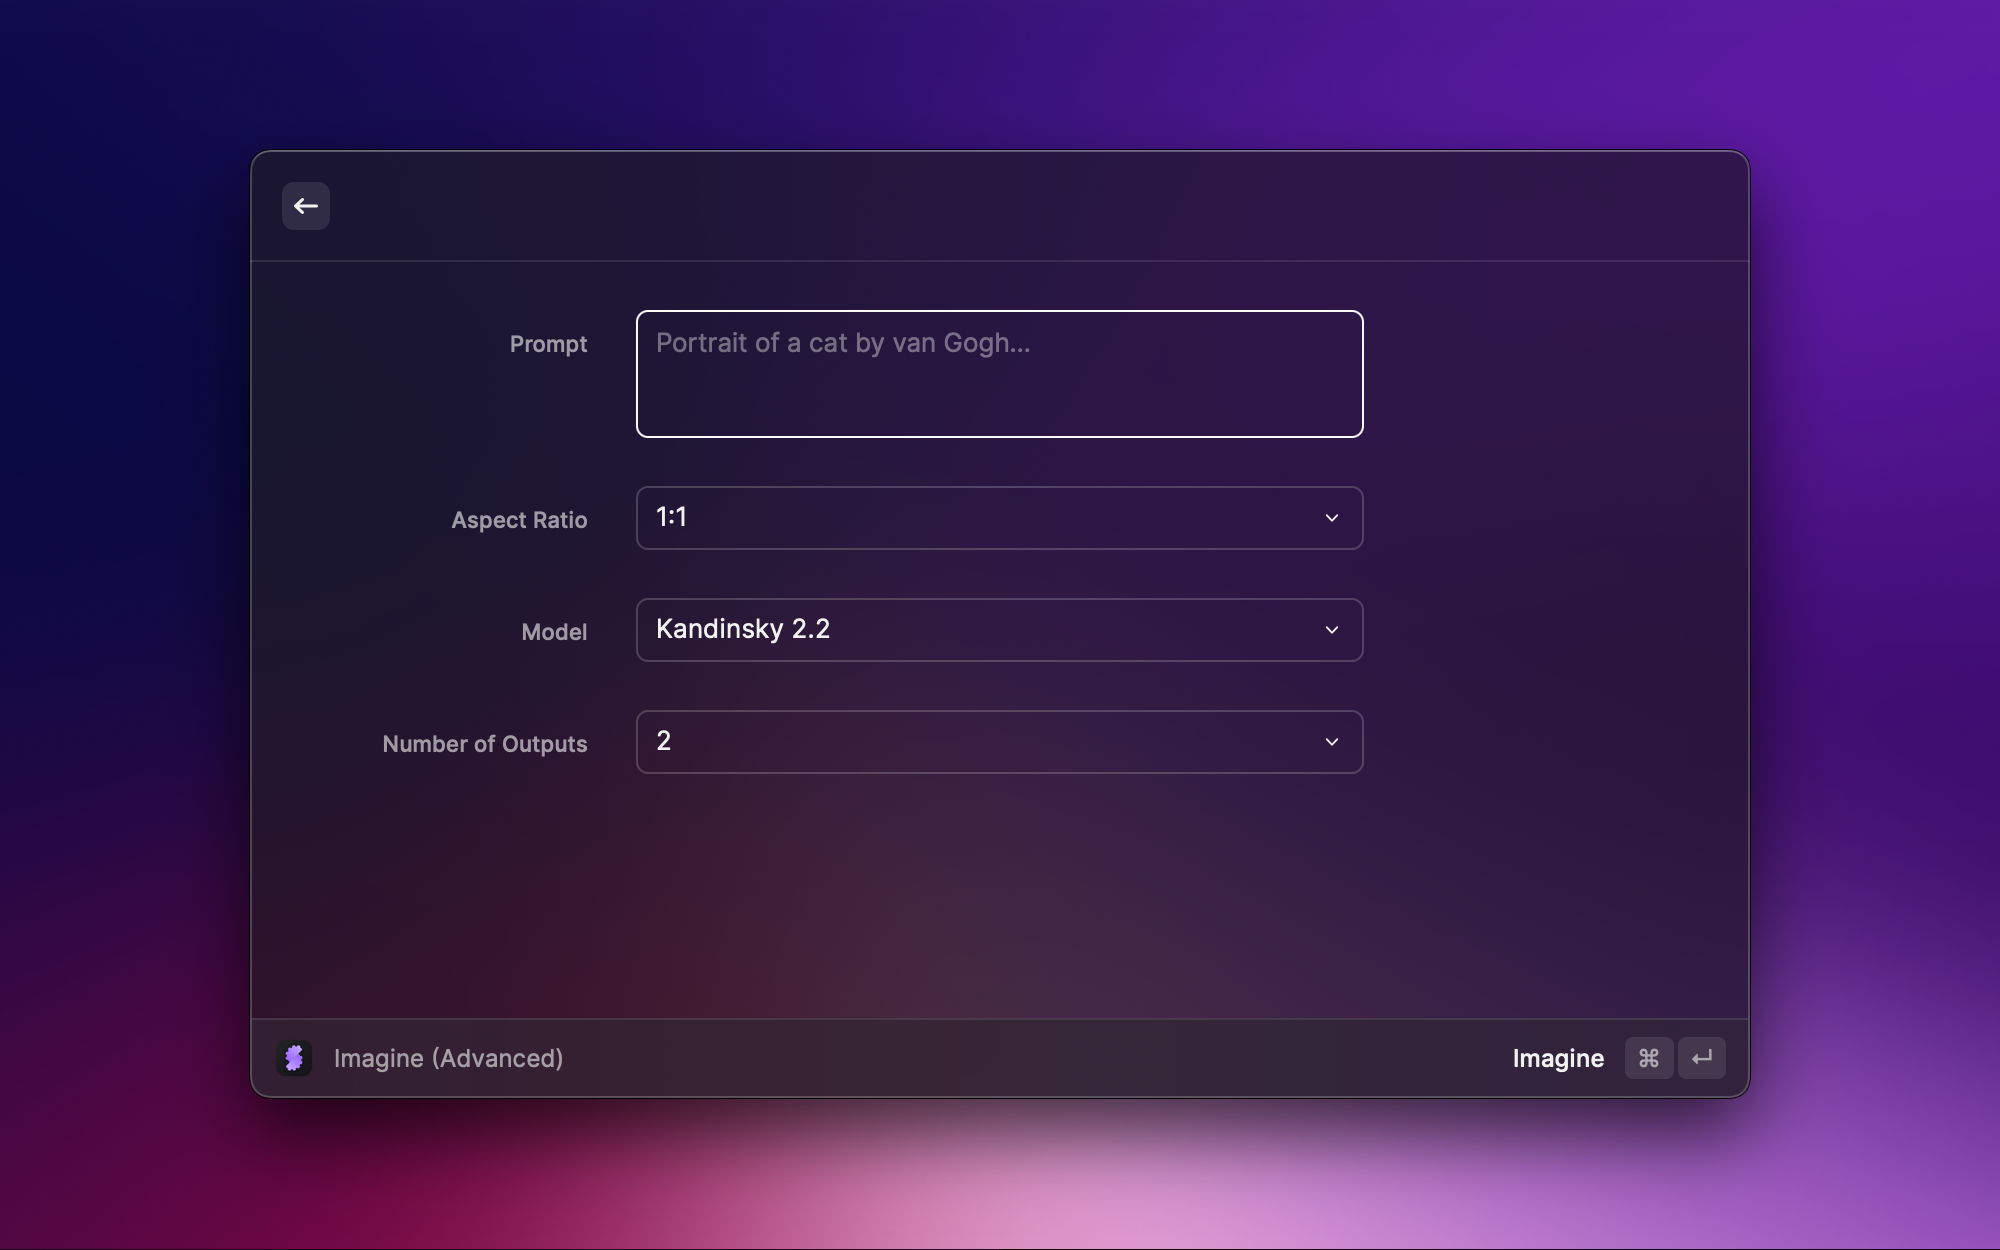 Prompt
Portrait of a cat by van Gogh...
Aspect Ratio
1:1
Model
Kandinsky 2.2
Number of Outputs
2
Imagine (Advanced)
Imagine ⌘ ↵